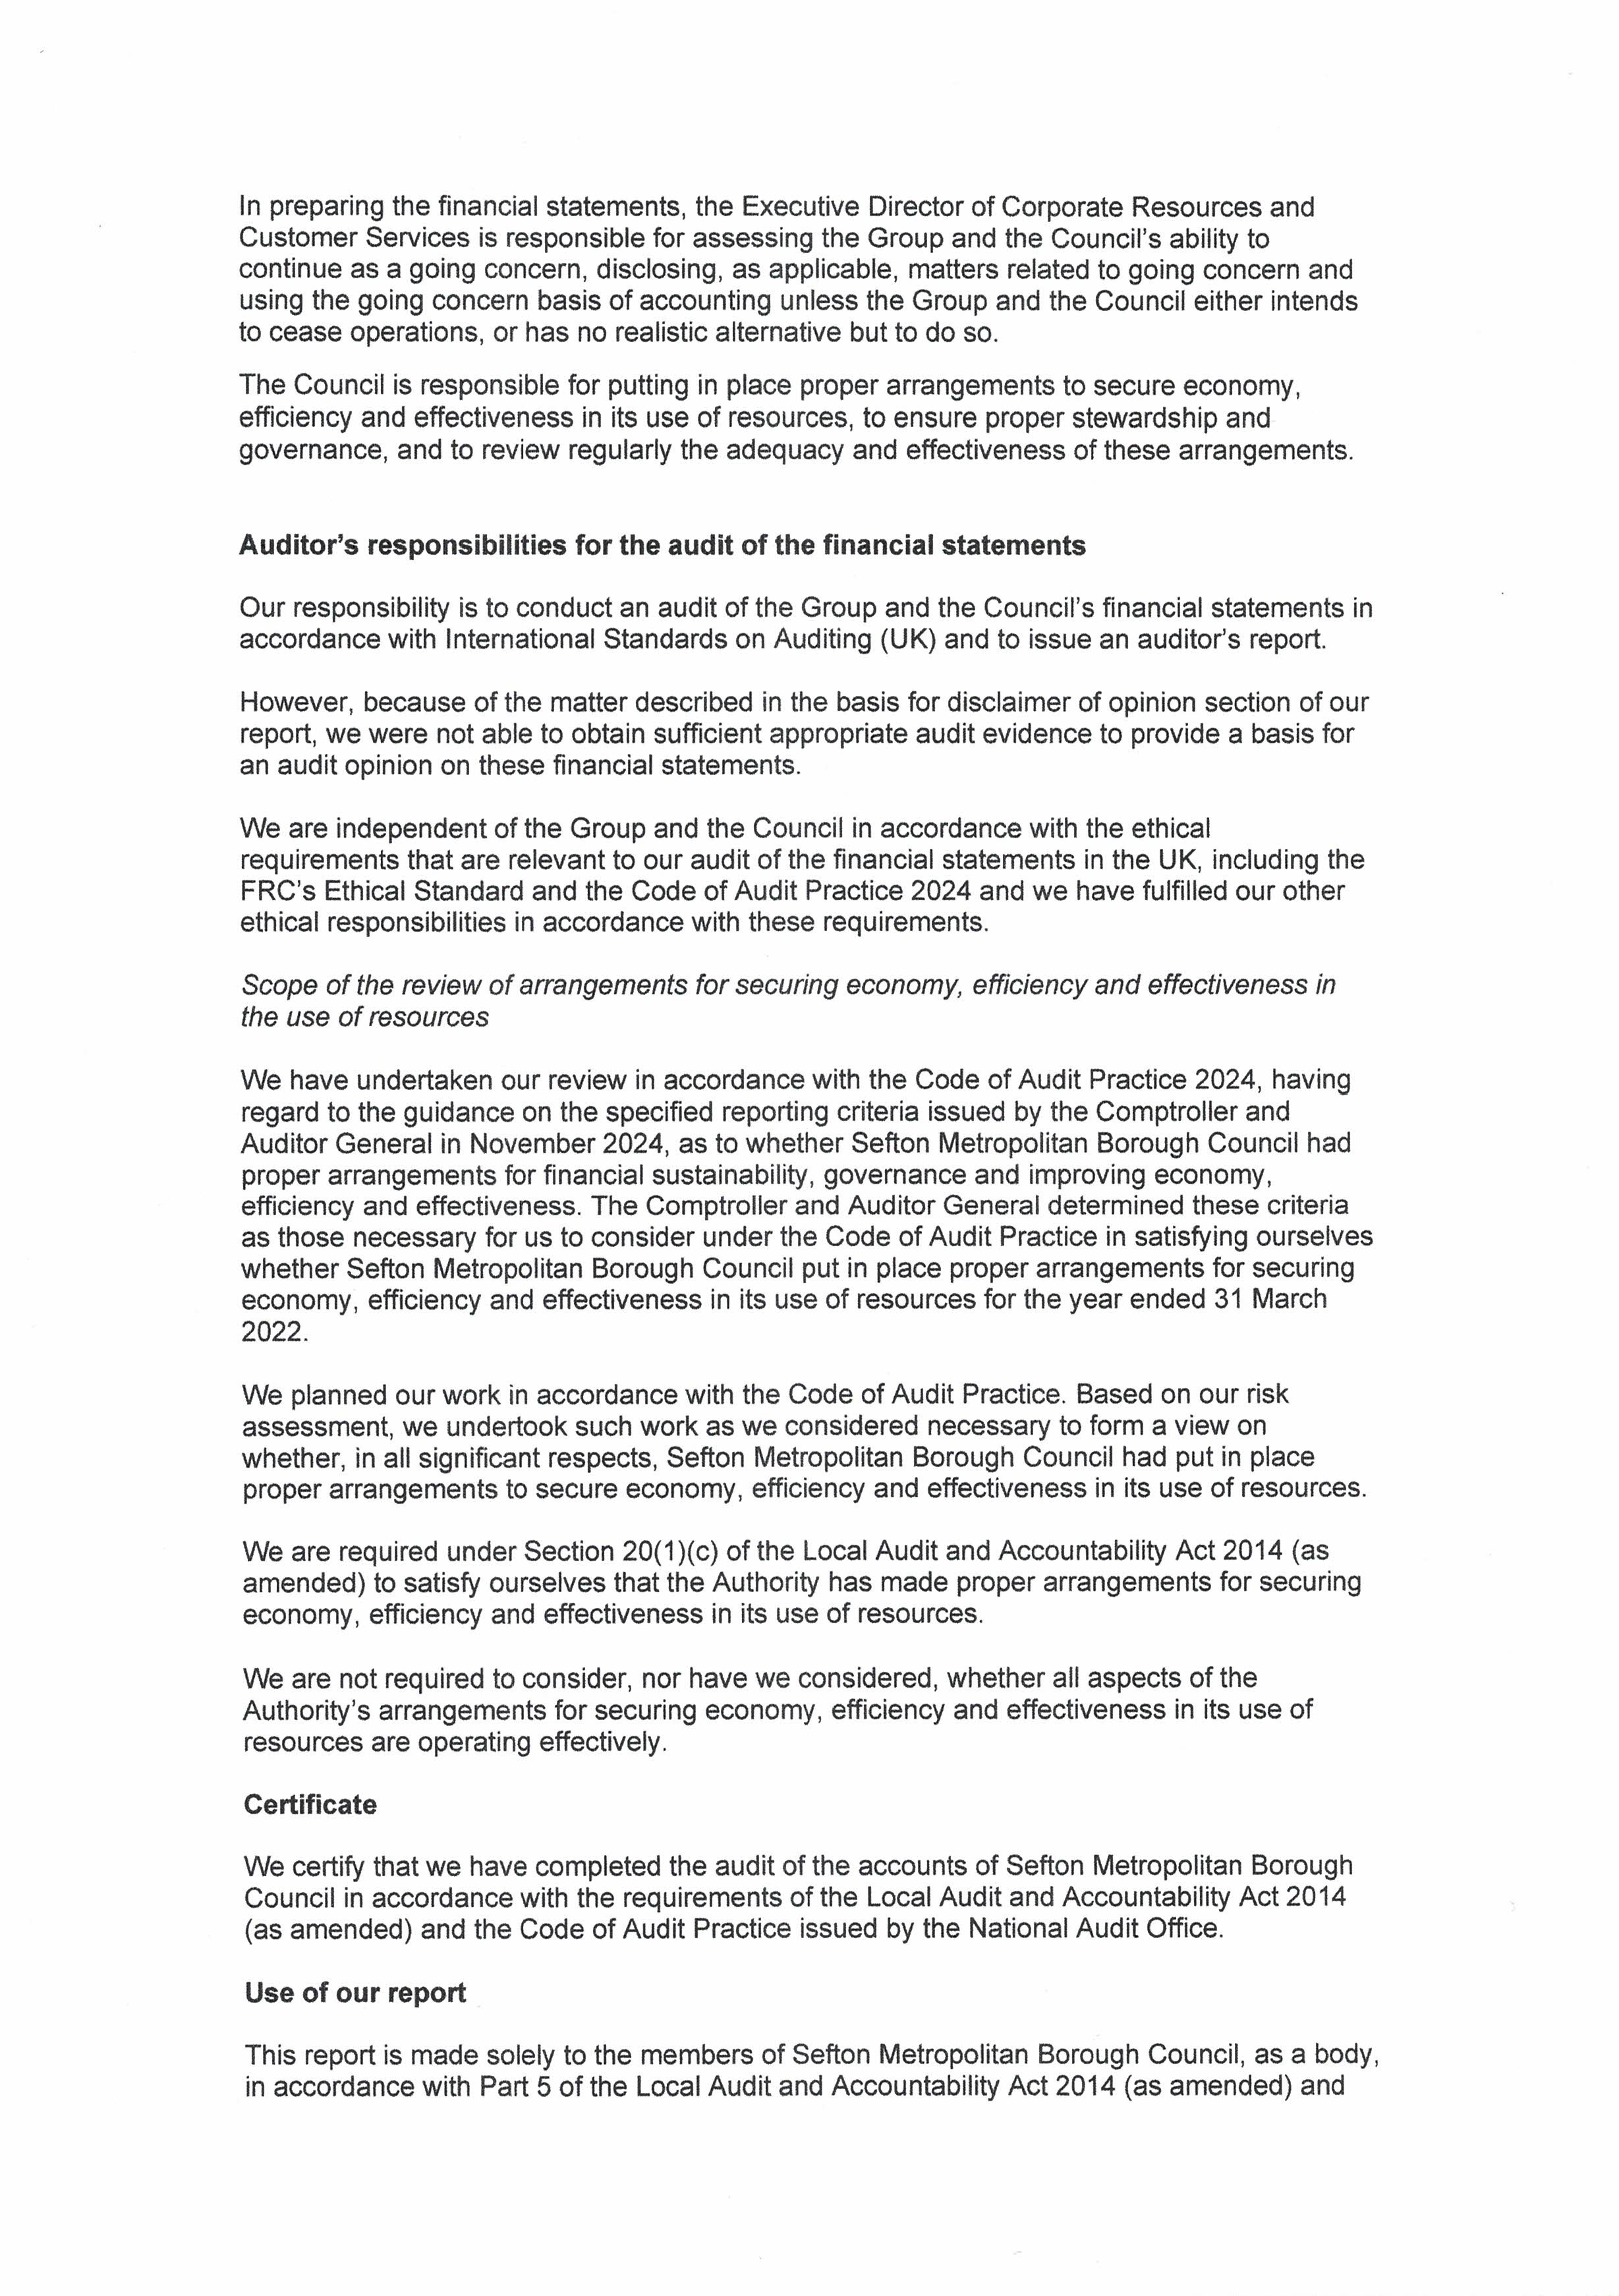 In preparing the financial statements, the Executive Director of Corporate Resources and
Customer Services is responsible for assessing the Group and the Council's ability to
continue as a going concern, disclosing, as applicable, matters related to going concern and
using the going concern basis of accounting unless the Group and the Council either intends
to cease operations, or has no realistic alternative but to do so.
The Council is responsible for putting in place proper arrangements to secure economy,
efficiency and effectiveness in its use of resources, to ensure proper stewardship and
governance, and to review regularly the adequacy and effectiveness of these arrangements.
Auditor's responsibilities for the audit of the financial statements
Our responsibility is to conduct an audit of the Group and the Council's financial statements in
accordance with International Standards on Auditing (UK) and to issue an auditor's report.
However, because of the matter described in the basis for disclaimer of opinion section of our
report, we were not able to obtain sufficient appropriate audit evidence to provide a basis for
an audit opinion on these financial statements.
We are independent of the Group and the Council in accordance with the ethical
requirements that are relevant to our audit of the financial statements in the UK, including the
FRC's Ethical Standard and the Code of Audit Practice 2024 and we have fulfilled our other
ethical responsibilities in accordance with these requirements.
Scope of the review of arrangements for securing economy, efficiency and effectiveness in
the use of resources
We have undertaken our review in accordance with the Code of Audit Practice 2024, having
regard to the guidance on the specified reporting criteria issued by the Comptroller and
Auditor General in November 2024, as to whether Sefton Metropolitan Borough Council had
proper arrangements for financial sustainability, governance and improving economy,
efficiency and effectiveness. The Comptroller and Auditor General determined these criteria
as those necessary for us to consider under the Code of Audit Practice in satisfying ourselves
whether Sefton Metropolitan Borough Council put in place proper arrangements for securing
economy, efficiency and effectiveness in its use of resources for the year ended 31 March
2022.
We planned our work in accordance with the Code of Audit Practice. Based on our risk
assessment, we undertook such work as we considered necessary to form a view on
whether, in all significant respects, Sefton Metropolitan Borough Council had put in place
proper arrangements to secure economy, efficiency and effectiveness in its use of resources.
We are required under Section 20(1)(c) of the Local Audit and Accountability Act 2014 (as
amended) to satisfy ourselves that the Authority has made proper arrangements for securing
economy, efficiency and effectiveness in its use of resources.
We are not required to consider, nor have we considered, whether all aspects of the
Authority's arrangements for securing economy, efficiency and effectiveness in its use of
resources are operating effectively.
Certificate
We certify that we have completed the audit of the accounts of Sefton Metropolitan Borough
Council in accordance with the requirements of the Local Audit and Accountability Act 2014
(as amended) and the Code of Audit Practice issued by the National Audit Office.
Use of our report
This report is made solely to the members of Sefton Metropolitan Borough Council, as a body,
in accordance with Part 5 of the Local Audit and Accountability Act 2014 (as amended) and